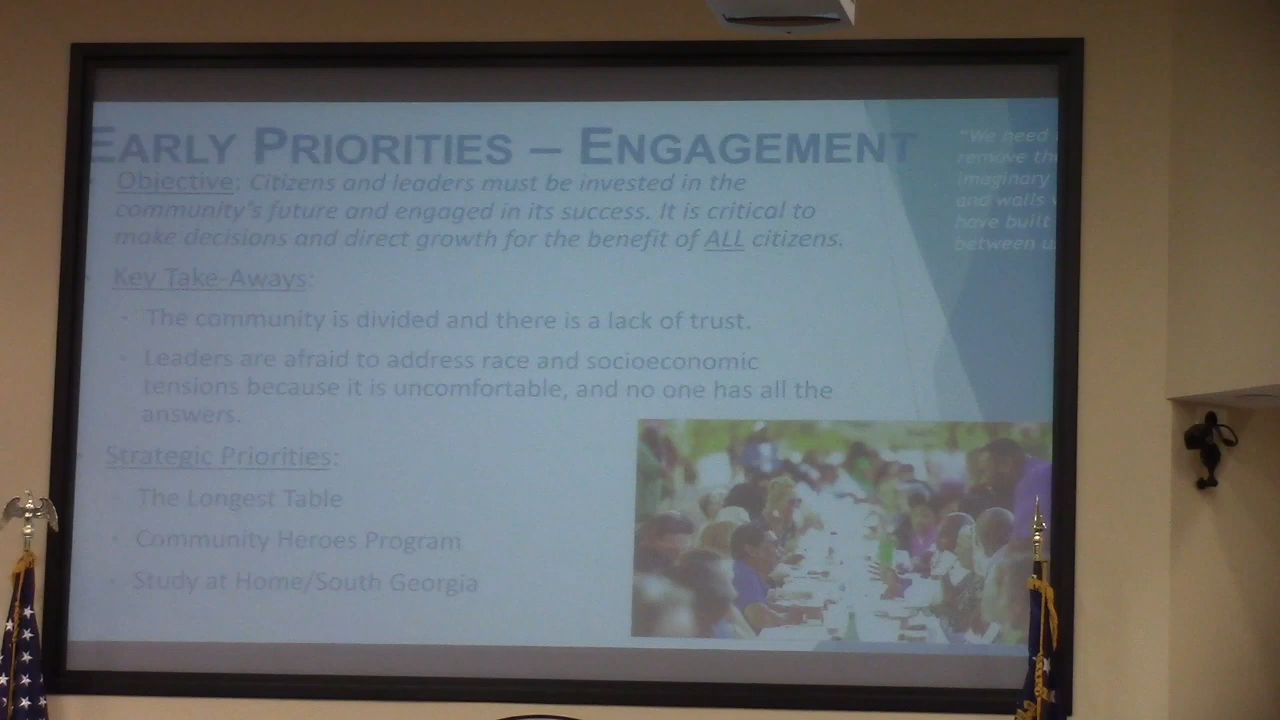 EARLY PRIORITIES – ENGAGEMENT
Objective: Citizens and leaders must be invested in the
community's future and engaged in its success. It is critical to
make decisions and direct growth for the benefit of ALL citizens.
Key Take-Aways:
The community is divided and there is a lack of trust.
Leaders are afraid to address race and socioeconomic
tensions because it is uncomfortable, and no one has all the
answers.
Strategic Priorities:
The Longest Table
Community Heroes Program
Study at Home/South Georgia
"We need
remove the
imaginary
and walls
have built
between us